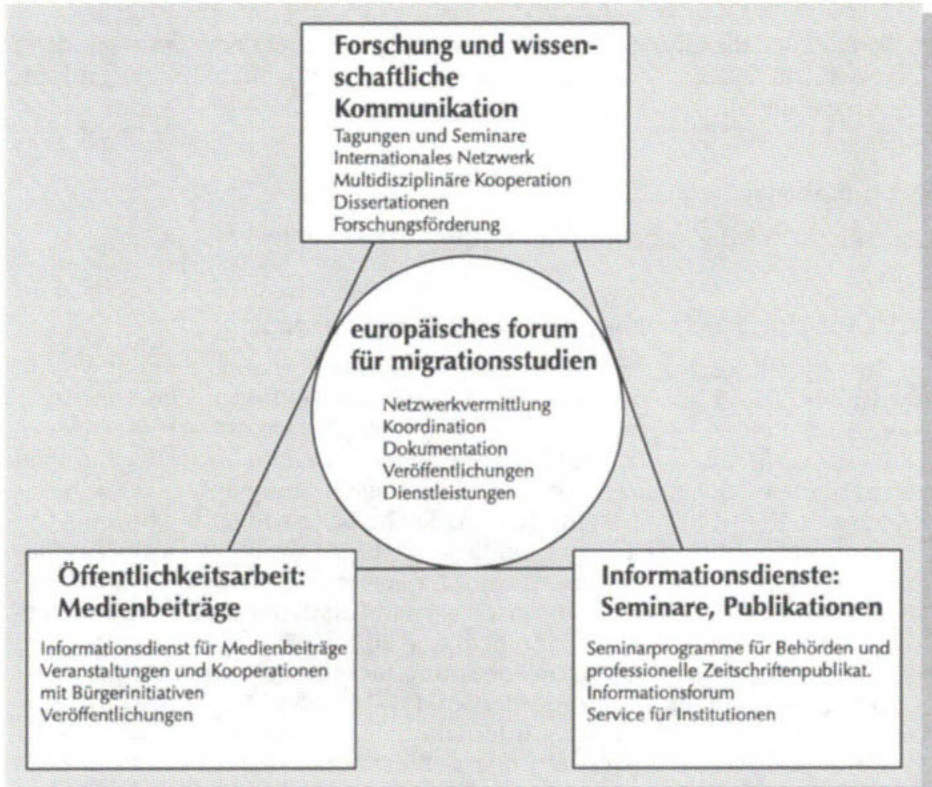 Forschung und wissen-
schaftliche
Kommunikation
Tagungen und Seminare
Internationales Netzwerk
Multidisziplinäre Kooperation
Dissertationen
Forschungsförderung
europäisches forum
für migrationsstudien
Netzwerkvermittlung
Koordination
Dokumentation
Veröffentlichungen
Dienstleistungen
Öffentlichkeitsarbeit:
Medienbeiträge
Informationsdienst für Medienbeiträge
Veranstaltungen und Kooperationen
mit Bürgerinitiativen
Veröffentlichungen
Informationsdienste:
Seminare, Publikationen
Seminarprogramme für Behörden und
professionelle Zeitschriftenpublikat.
Informationsforum
Service für Institutionen